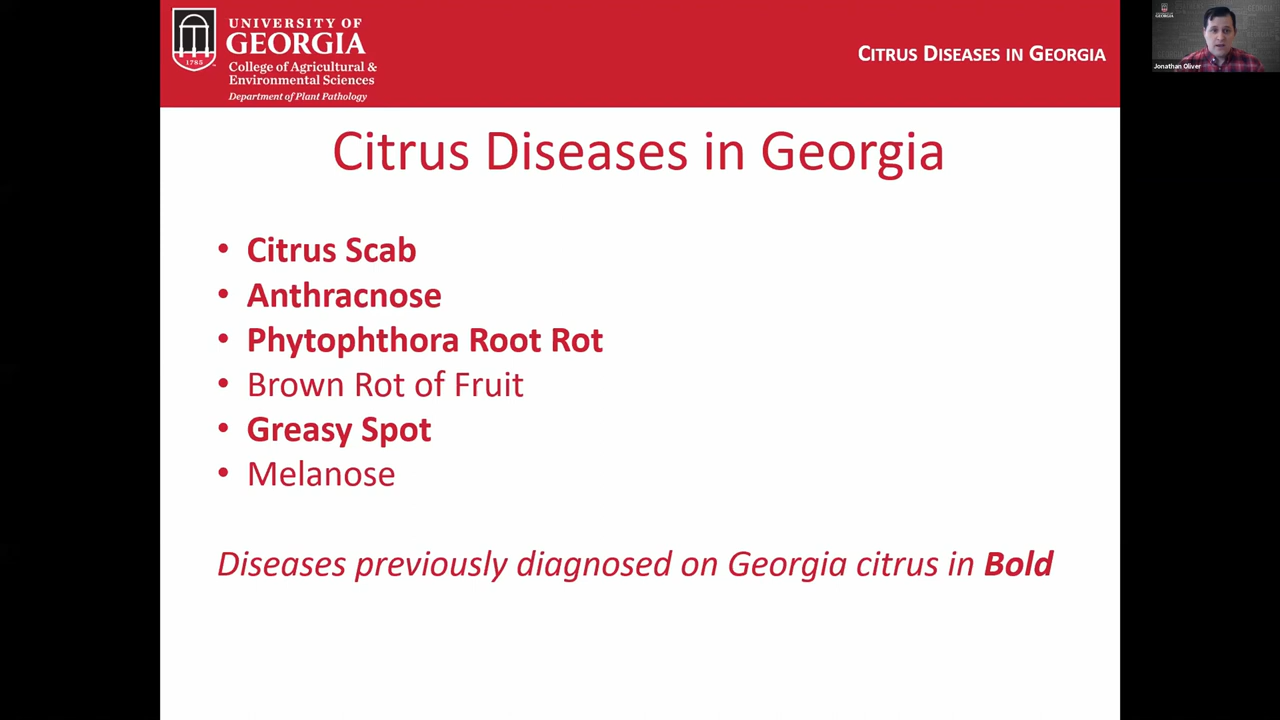 UNIVERSITY OF
GEORGIA
College of Agricultural &
Environmental Sciences
Department of Plant Pathology
1785
CITRUS DISEASES IN GEORGIA
Jonathan Oliver
Citrus Diseases in Georgia
• Citrus Scab
• Anthracnose
• Phytophthora Root Rot
• Brown Rot of Fruit
• Greasy Spot
• Melanose
Diseases previously diagnosed on Georgia citrus in Bold